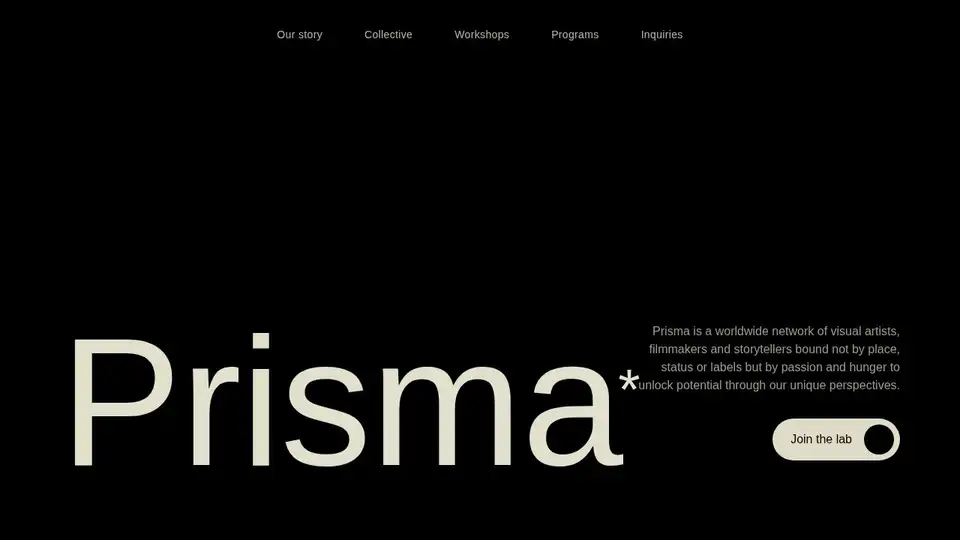 Our story Collective Workshops Programs Inquiries
Prisma*
Prisma is a worldwide network of visual artists,
filmmakers and storytellers bound not by place,
status or labels but by passion and hunger to
unlock potential through our unique perspectives.
Join the lab